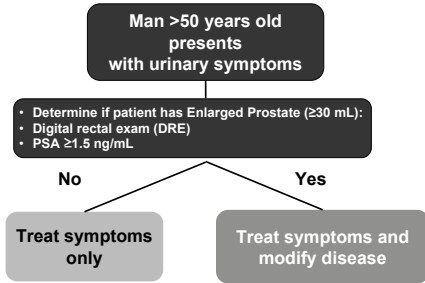 Man >50 years old
presents
with urinary symptoms
• Determine if patient has Enlarged Prostate (≥30 mL):
• Digital rectal exam (DRE)
• PSA ≥1.5 ng/mL
No
Yes
Treat symptoms
only
Treat symptoms and
modify disease